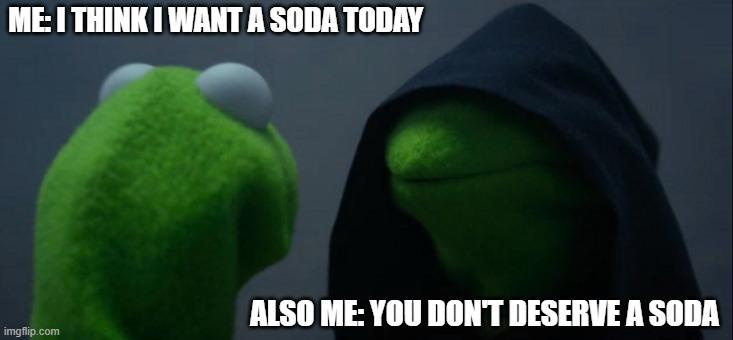 ME: I THINK I WANT A SODA TODAY
ALSO ME: YOU DON'T DESERVE A SODA
imgflip.com